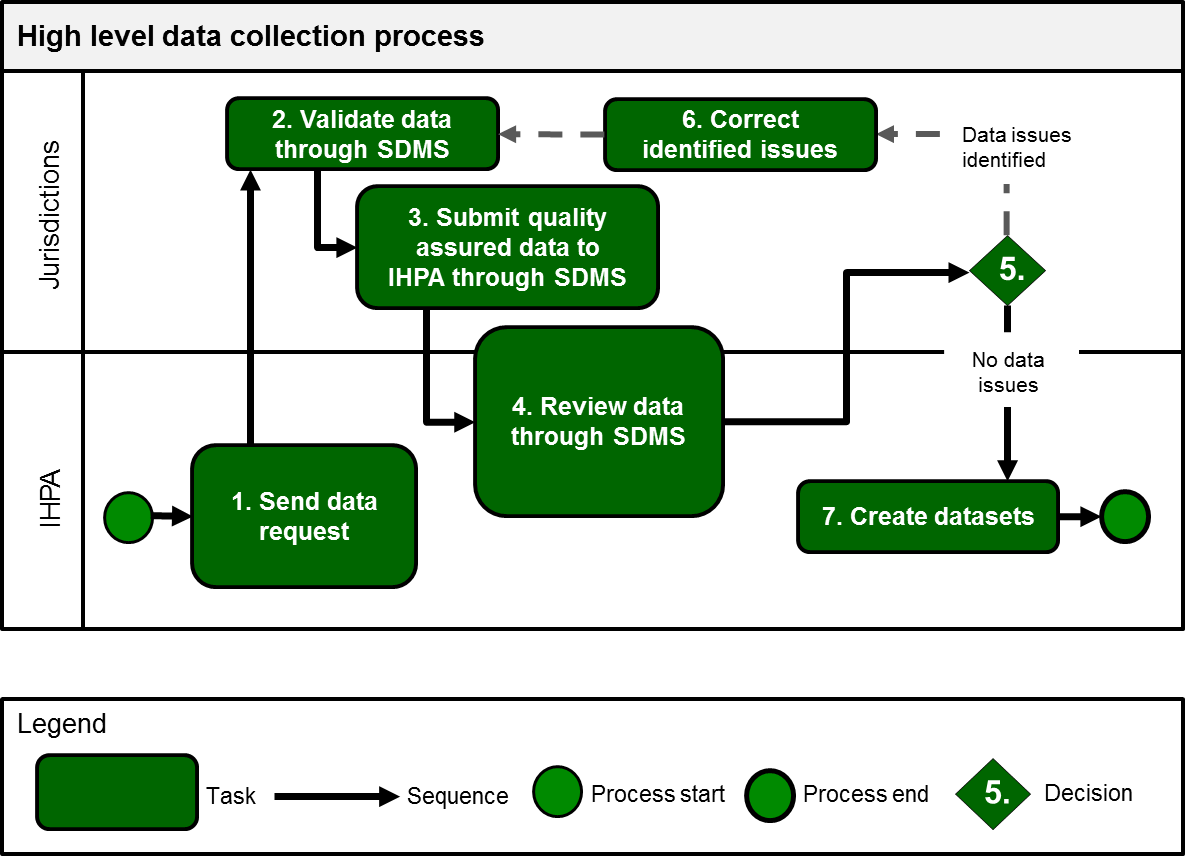 High level data collection process
Jurisdictions
2. Validate data
through SDMS
6. Correct
identified issues
Data issues
identified
3. Submit quality
assured data to
IHPA through SDMS
5.
No data
issues
IHPA
4. Review data
through SDMS
1. Send data
request
7. Create datasets
Legend
Task
Sequence
Process start
Process end
5.
Decision